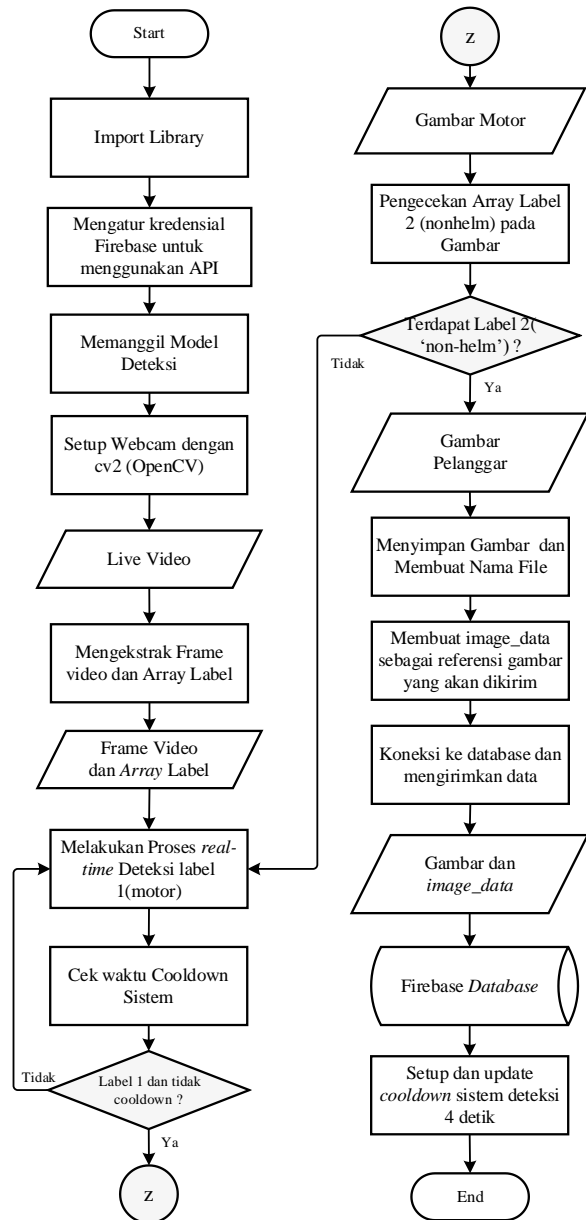 Start
Import Library
Mengatur kredensial
Firebase untuk
menggunakan API
Memanggil Model
Deteksi
Setup Webcam dengan
cv2 (OpenCV)
Live Video
Mengekstrak Frame
video dan Array Label
Frame Video
dan Array Label
Melakukan Proses real-
time Deteksi label
1(motor)
Cek waktu Cooldown
Sistem
Tidak
Label 1 dan tidak
cooldown ?
Ya
z
z
Gambar Motor
Pengecekan Array Label
2 (nonhelm) pada
Gambar
Terdapat Label 2(
‘non-helm’) ?
Tidak
Ya
Gambar
Pelanggar
Menyimpan Gambar dan
Membuat Nama File
Membuat image_data
sebagai referensi gambar
yang akan dikirim
Koneksi ke database dan
mengirimkan data
Gambar dan
image_data
Firebase Database
Setup dan update
cooldown sistem deteksi
4 detik
End